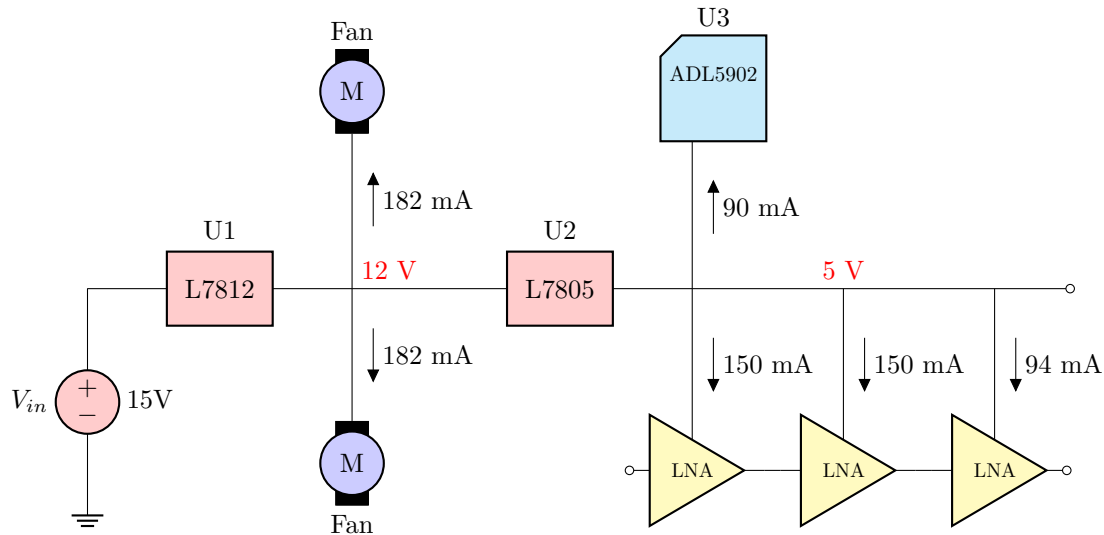 Fan
M
U3
ADL5902
182 mA
90 mA
U1
L7812
12 V
U2
L7805
5 V
182 mA
150 mA
150 mA
94 mA
V_in
+
−
15V
M
Fan
LNA
LNA
LNA